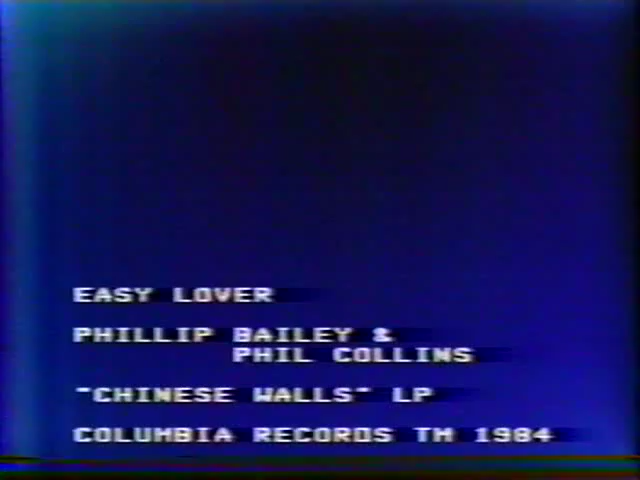 EASY LOVER
PHILLIP BAILEY &
PHIL COLLINS
"CHINESE WALLS" LP
COLUMBIA RECORDS TM 1984